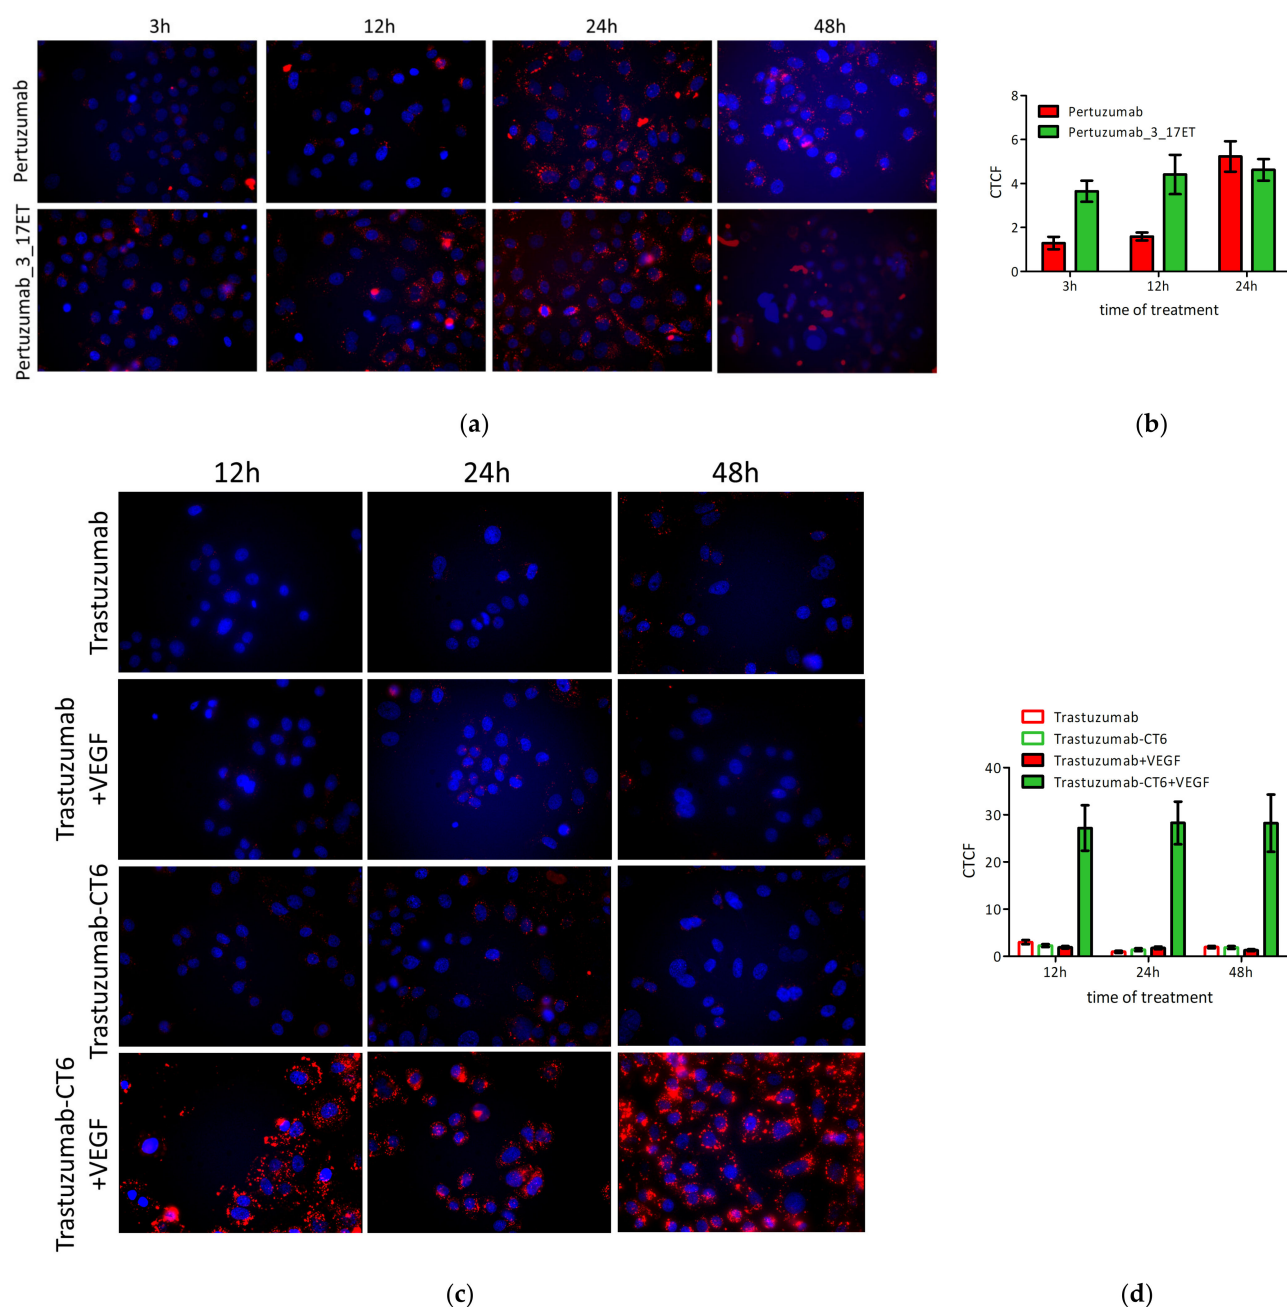 3h 12h 24h 48h
Pertuzumab
Pertuzumab_3_17ET
8
6
4
2
0
CTCF
Pertuzumab
Pertuzumab_3_17ET
3h 12h 24h
time of treatment
(a)
(b)
12h 24h 48h
Trastuzumab
Trastuzumab
+VEGF
Trastuzumab-CT6
Trastuzumab-CT6
+VEGF
Trastuzumab
Trastuzumab-CT6
Trastuzumab+VEGF
Trastuzumab-CT6+VEGF
40
30
20
10
0
CTCF
12h 24h 48h
time of treatment
(c)
(d)